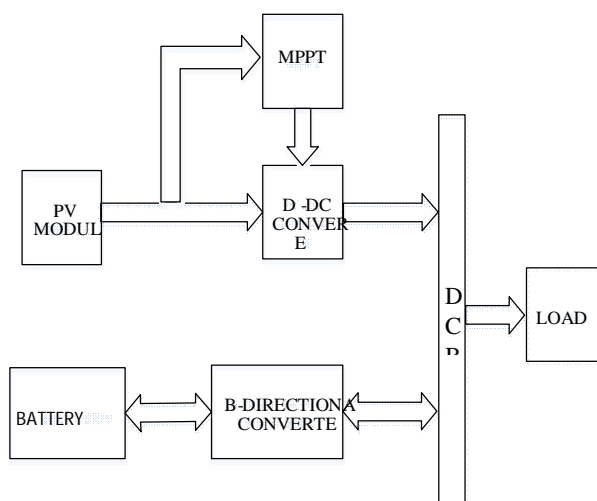 MPPT
PV
MODUL
D -DC
CONVER
E
D
C
LOAD
BATTERY
B-DIRECTIONA
CONVERTE